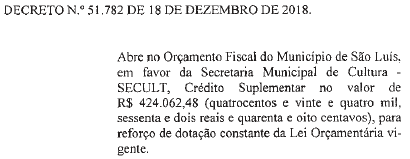 DECRETO N.º 51.782 DE 18 DE DEZEMBRO DE 2018.
Abre no Orçamento Fiscal do Município de São Luís,
em favor da Secretaria Municipal de Cultura -
SECULT, Crédito Suplementar no valor de
R$ 424.062,48 (quatrocentos e vinte e quatro mil,
sessenta e dois reais e quarenta e oito centavos), para
reforço de dotação constante da Lei Orçamentária vi-
gente.